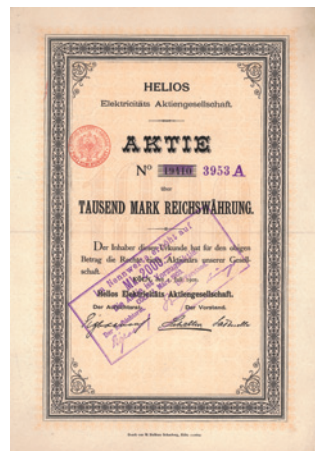 HELIOS
Elektricitäts Aktiengesellschaft.
AKTIE
Nº 19410 3953 A
über
TAUSEND MARK REICHSWÄHRUNG.
Der Inhaber dieser Urkunde hat für den obigen
Betrag die Rechte eines Aktionärs unserer Gesell-
schaft.
Helios Elektricitäts-Aktiengesellschaft.
Der Aufsichtsrat. Der Vorstand.